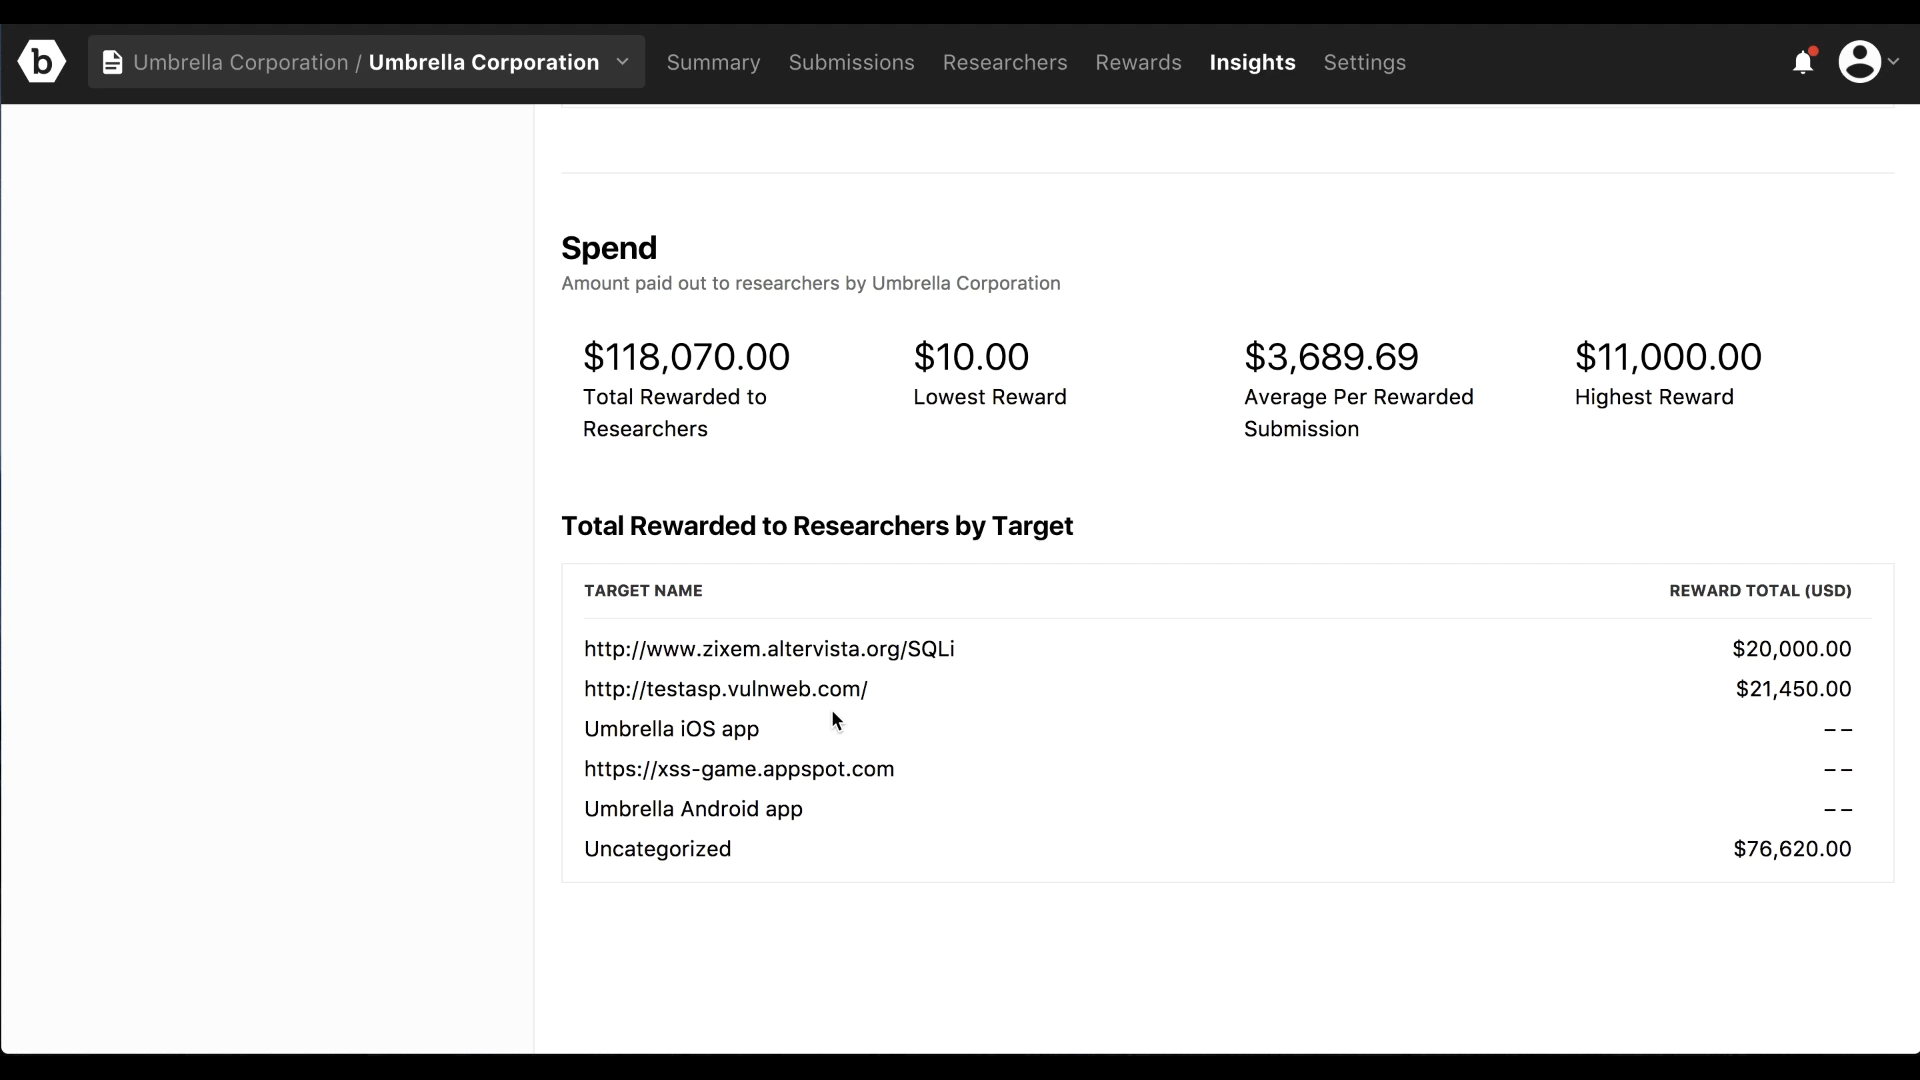 b
Umbrella Corporation / Umbrella Corporation
Summary Submissions Researchers Rewards Insights Settings
Spend
Amount paid out to researchers by Umbrella Corporation
$118,070.00
Total Rewarded to
Researchers
$10.00
Lowest Reward
$3,689.69
Average Per Rewarded
Submission
$11,000.00
Highest Reward
Total Rewarded to Researchers by Target
TARGET NAME REWARD TOTAL (USD)
http://www.zixem.altervista.org/SQLi $20,000.00
http://testasp.vulnweb.com/ $21,450.00
Umbrella iOS app – –
https://xss-game.appspot.com – –
Umbrella Android app – –
Uncategorized $76,620.00